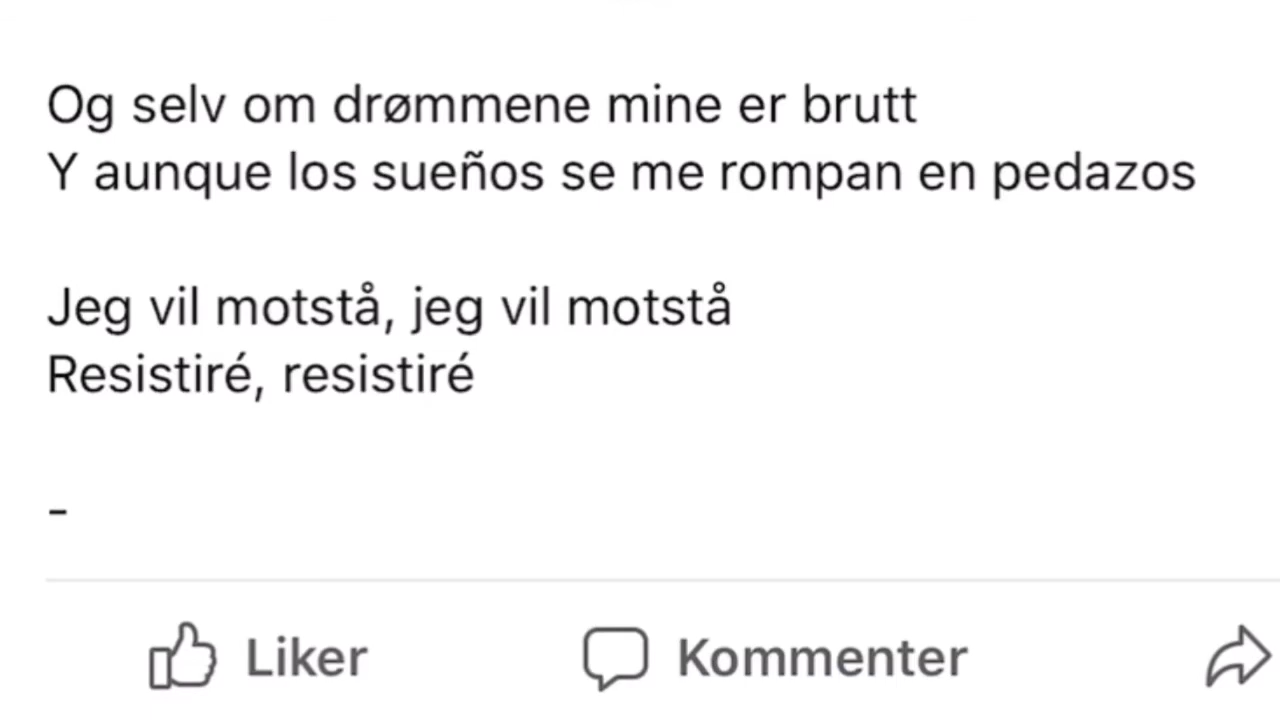 Og selv om drømmene mine er brutt
Y aunque los sueños se me rompan en pedazos
Jeg vil motstå, jeg vil motstå
Resistiré, resistiré
-
Liker
Kommenter